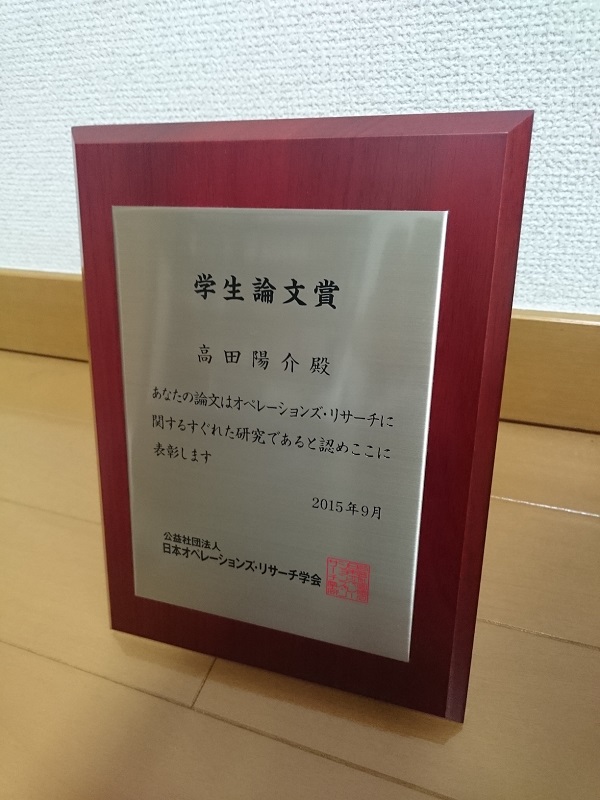 学生論文賞
高田陽介殿
あなたの論文はオペレーションズ・リサーチに
関するすぐれた研究であると認めここに
表彰します
2015年9月
公益社団法人
日本オペレーションズ・リサーチ学会